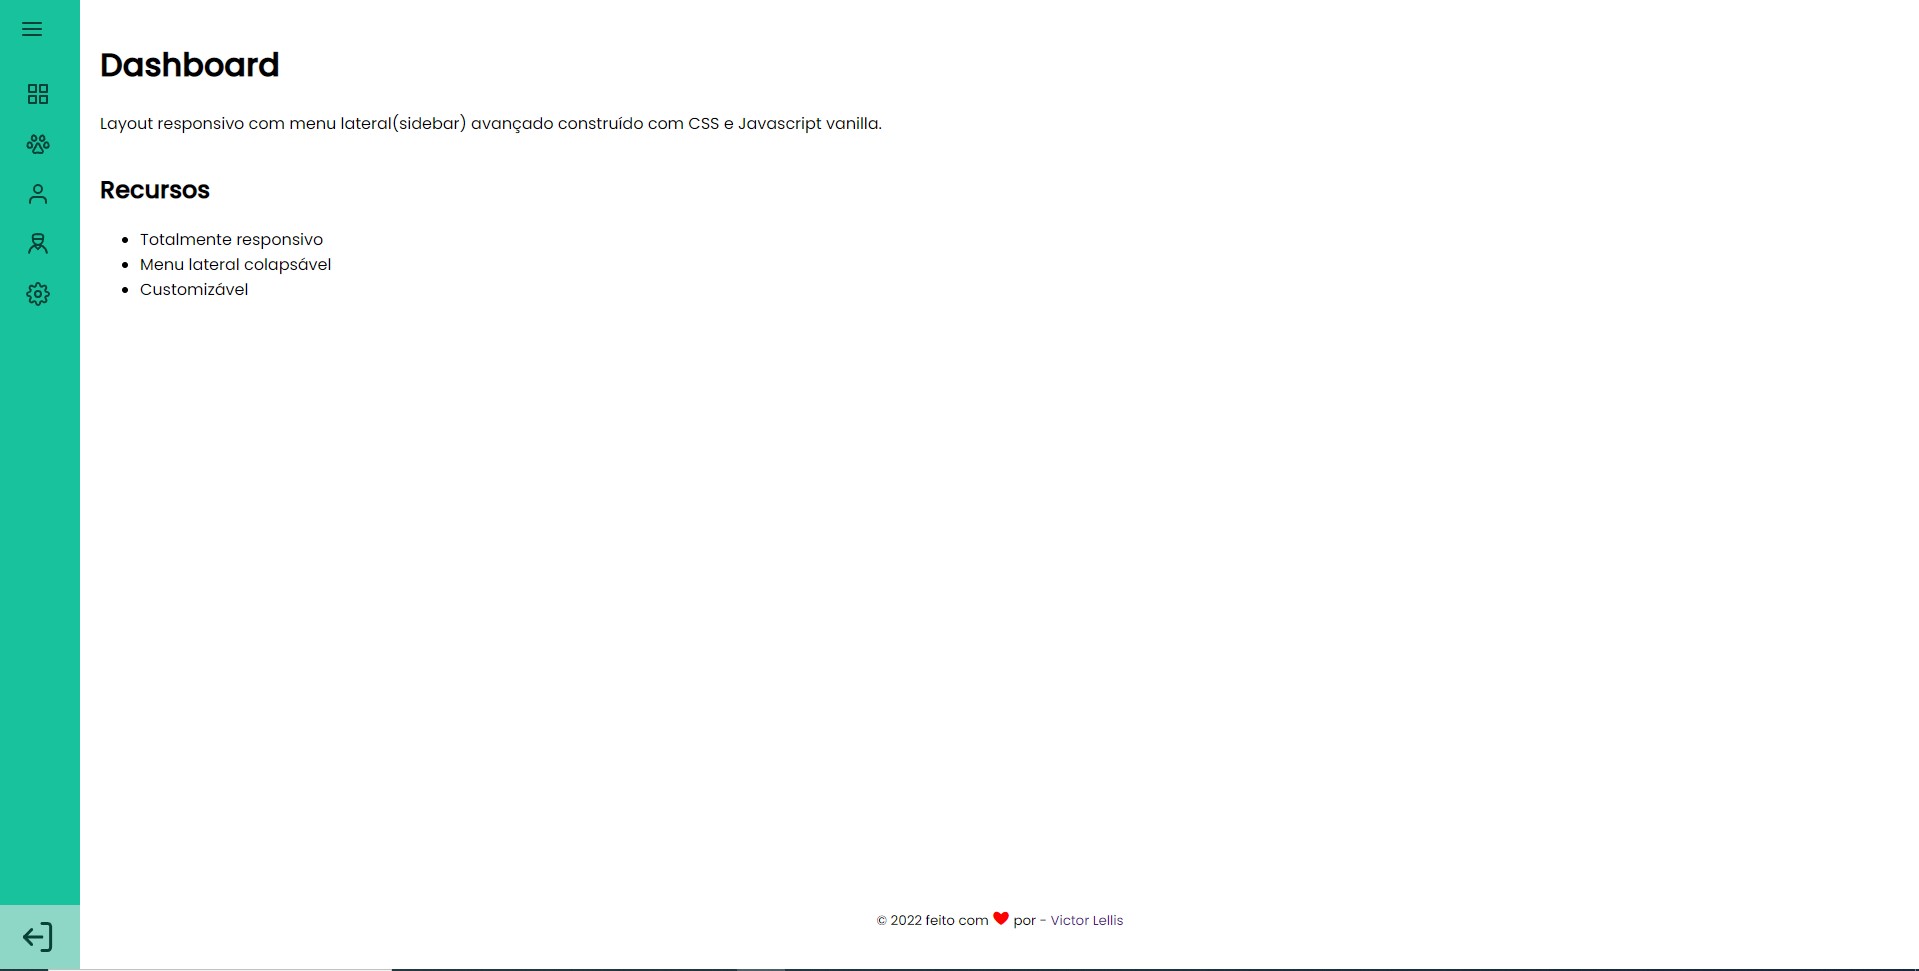 Dashboard
Layout responsivo com menu lateral(sidebar) avançado construído com CSS e Javascript vanilla.
Recursos
Totalmente responsivo
Menu lateral colapsável
Customizável
© 2022 feito com ❤ por - Victor Lellis